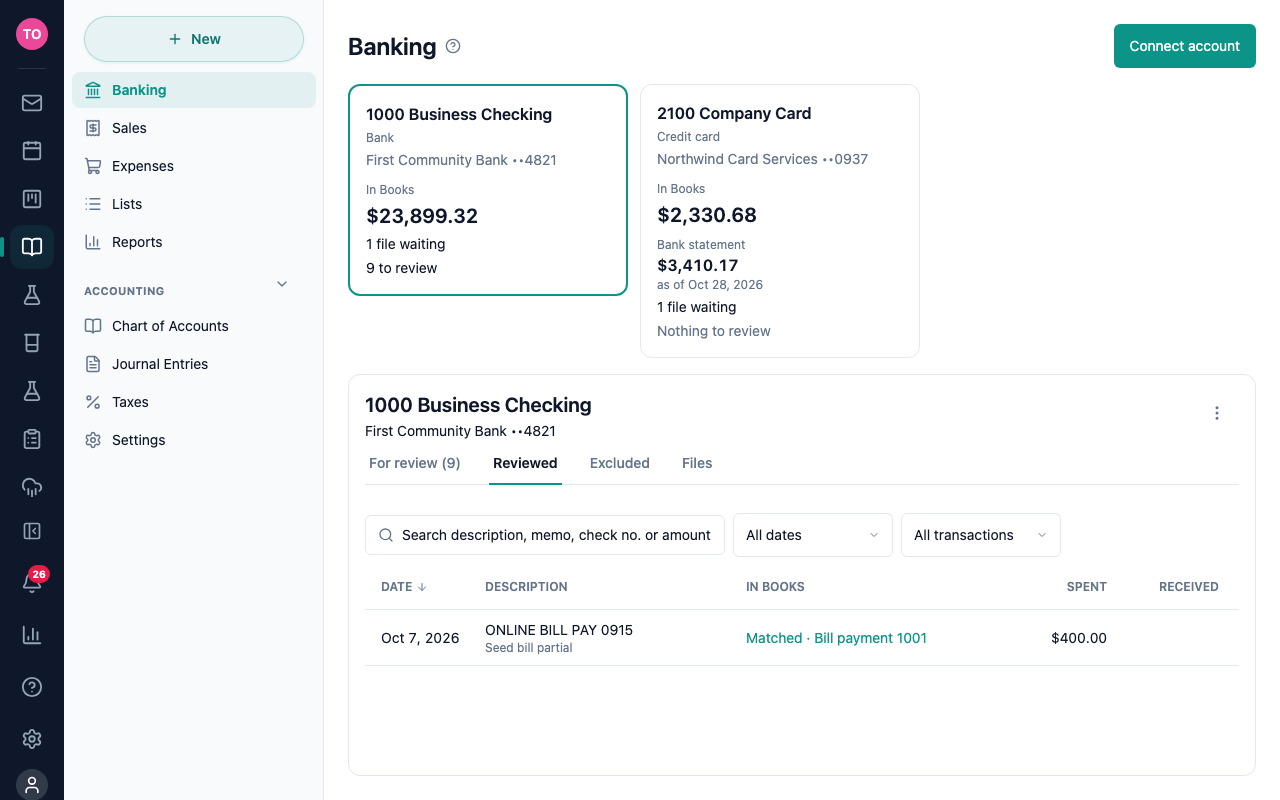 TO
26
New
Banking
Sales
Expenses
Lists
Reports
ACCOUNTING
Chart of Accounts
Journal Entries
Taxes
Settings
Banking
Connect account
1000 Business Checking
Bank
First Community Bank ••4821
In Books
$23,899.32
1 file waiting
9 to review
2100 Company Card
Credit card
Northwind Card Services ••0937
In Books
$2,330.68
Bank statement
$3,410.17
as of Oct 28, 2026
1 file waiting
Nothing to review
1000 Business Checking
First Community Bank ••4821
For review (9) Reviewed Excluded Files
Search description, memo, check no. or amount All dates All transactions
DATE DESCRIPTION IN BOOKS SPENT RECEIVED
Oct 7, 2026 ONLINE BILL PAY 0915 Matched · Bill payment 1001 $400.00
Seed bill partial